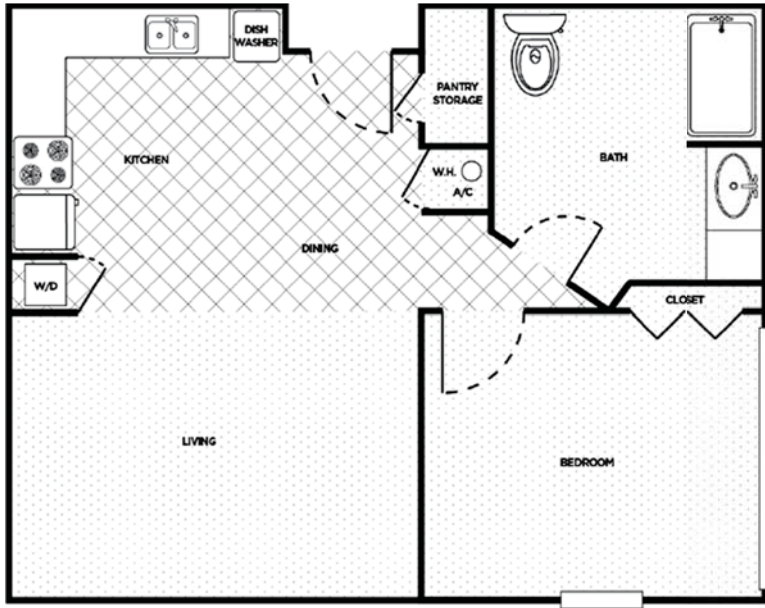 DISH
WASHER
PANTRY
STORAGE
KITCHEN
BATH
W.H.
A/C
DINING
W/D
CLOSET
LIVING
BEDROOM